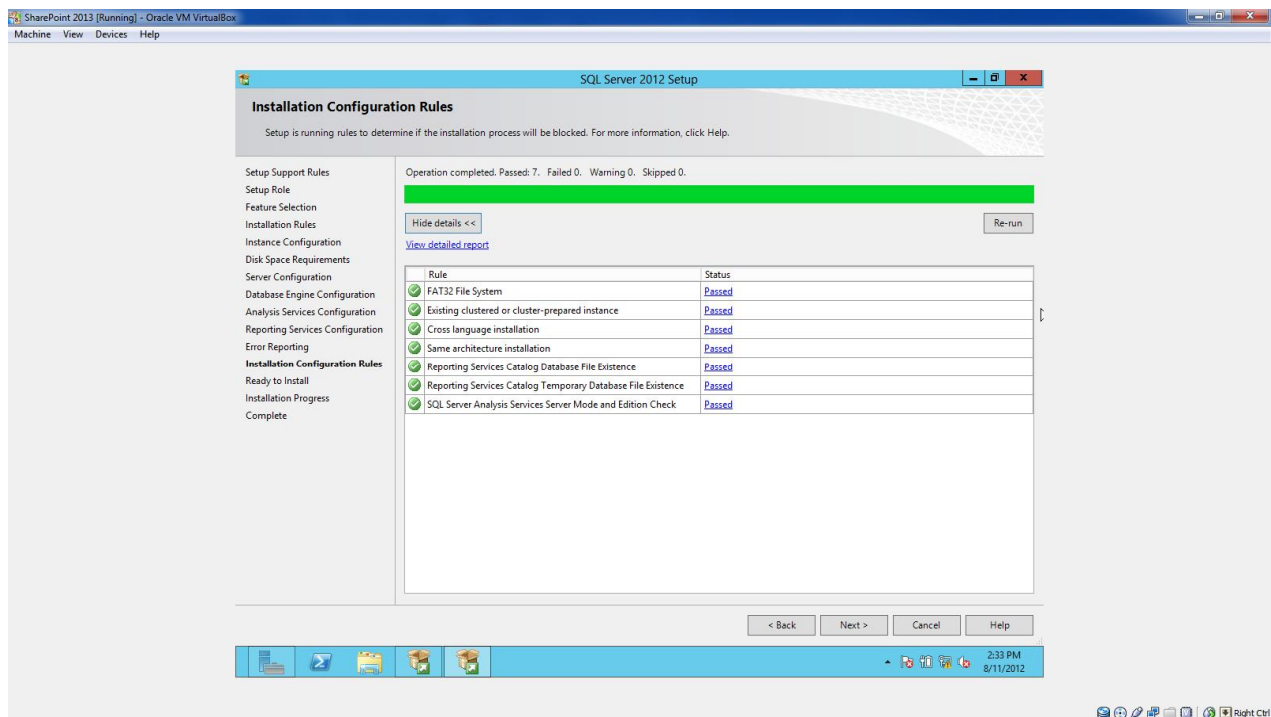 SharePoint 2013 [Running] - Oracle VM VirtualBox
Machine View Devices Help
SQL Server 2012 Setup
Installation Configuration Rules
Setup is running rules to determine if the installation process will be blocked. For more information, click Help.
Setup Support Rules
Setup Role
Feature Selection
Installation Rules
Instance Configuration
Disk Space Requirements
Server Configuration
Database Engine Configuration
Analysis Services Configuration
Reporting Services Configuration
Error Reporting
Installation Configuration Rules
Ready to Install
Installation Progress
Complete
Operation completed. Passed: 7. Failed 0. Warning 0. Skipped 0.
Hide details << Re-run
View detailed report
Rule Status
FAT32 File System Passed
Existing clustered or cluster-prepared instance Passed
Cross language installation Passed
Same architecture installation Passed
Reporting Services Catalog Database File Existence Passed
Reporting Services Catalog Temporary Database File Existence Passed
SQL Server Analysis Services Server Mode and Edition Check Passed
< Back Next > Cancel Help
2:33 PM
8/11/2012
Right Ctrl